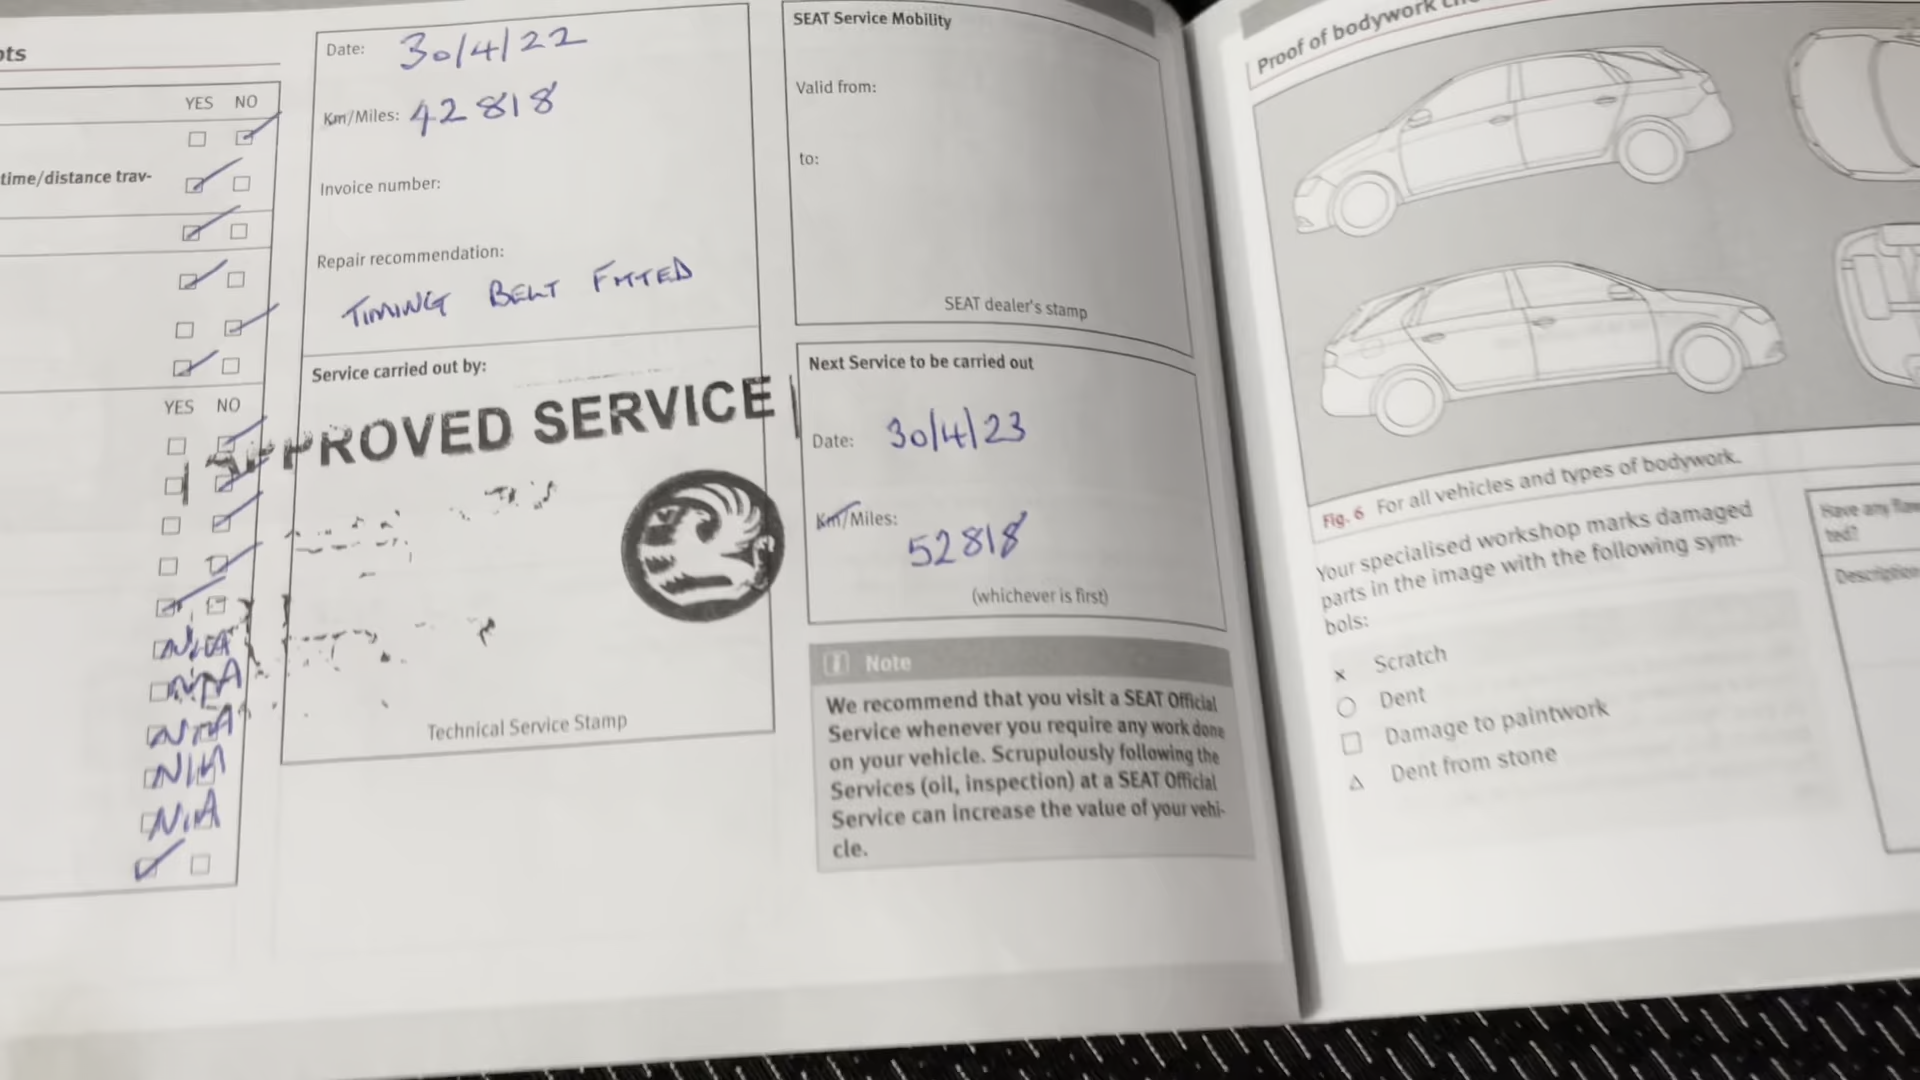 ots
YES NO
time/distance trav-
YES NO
N/A
N/A
N/A
N/A
N/A
Date: 30/4/22
Km/Miles: 42818
Invoice number:
Repair recommendation:
TIMING BELT FITTED
Service carried out by:
APPROVED SERVICE
Technical Service Stamp
SEAT Service Mobility
Valid from:
to:
SEAT dealer's stamp
Next Service to be carried out
Date: 30/4/23
Km/Miles:
52818
(whichever is first)
Note
We recommend that you visit a SEAT Official
Service whenever you require any work done
on your vehicle. Scrupulously following the
Services (oil, inspection) at a SEAT Official
Service can increase the value of your vehi-
cle.
Proof of bodywork
Fig. 6 For all vehicles and types of bodywork.
Your specialised workshop marks damaged
parts in the image with the following sym-
bols:
x Scratch
○ Dent
□ Damage to paintwork
△ Dent from stone
Have any
ted?
Description